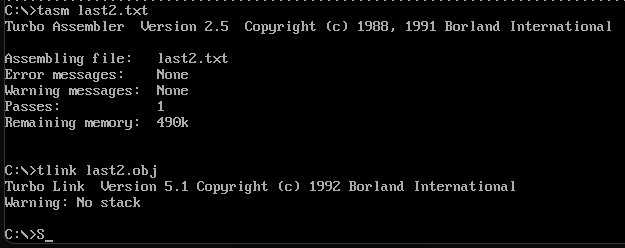 C:\>tasm last2.txt
Turbo Assembler  Version 2.5  Copyright (c) 1988, 1991 Borland International
Assembling file:   last2.txt
Error messages:    None
Warning messages:  None
Passes:            1
Remaining memory:  490k
C:\>tlink last2.obj
Turbo Link  Version 5.1 Copyright (c) 1992 Borland International
Warning: No stack
C:\>S_